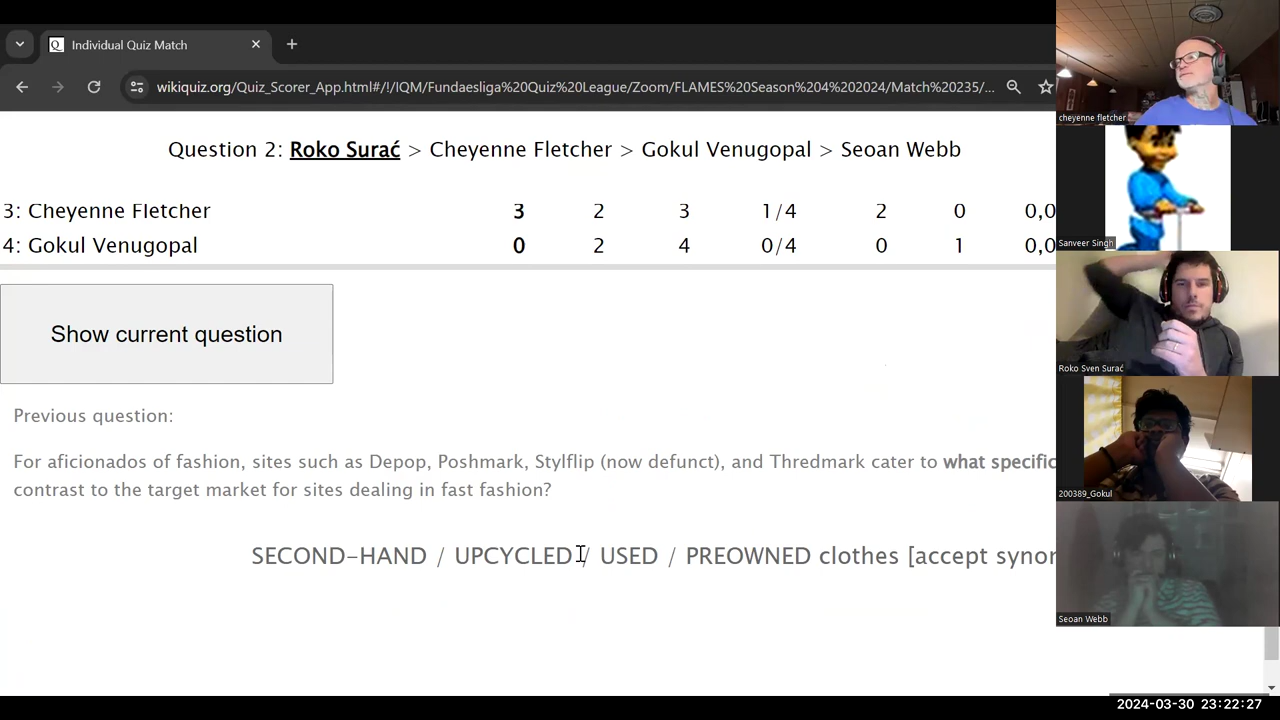 Individual Quiz Match
wikiquiz.org/Quiz_Scorer_App.html#/!/IQM/Fundaesliga%20Quiz%20League/Zoom/FLAMES%20Season%204%202024/Match%20235/...
Question 2: Roko Surać > Cheyenne Fletcher > Gokul Venugopal > Seoan Webb
3: Cheyenne Fletcher 3 2 3 1/4 2 0 0,0
4: Gokul Venugopal 0 2 4 0/4 0 1 0,0
Show current question
Previous question:
For aficionados of fashion, sites such as Depop, Poshmark, Stylflip (now defunct), and Thredmark cater to what specific
contrast to the target market for sites dealing in fast fashion?
SECOND-HAND / UPCYCLED / USED / PREOWNED clothes [accept synor
cheyenne fletcher
Sanveer Singh
Roko Sven Surać
200389_Gokul
Seoan Webb
2024-03-30 23:22:27